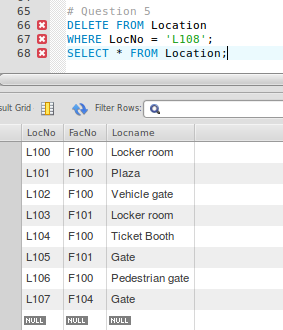 65 # Question 5
66 DELETE FROM Location
67 WHERE LocNo = 'L108';
68 SELECT * FROM Location;
sult Grid Filter Rows:
LocNo FacNo Locname
L100 F100 Locker room
L101 F100 Plaza
L102 F100 Vehicle gate
L103 F101 Locker room
L104 F101 Ticket Booth
L105 F101 Gate
L106 F100 Pedestrian gate
L107 F104 Gate
NULL NULL NULL